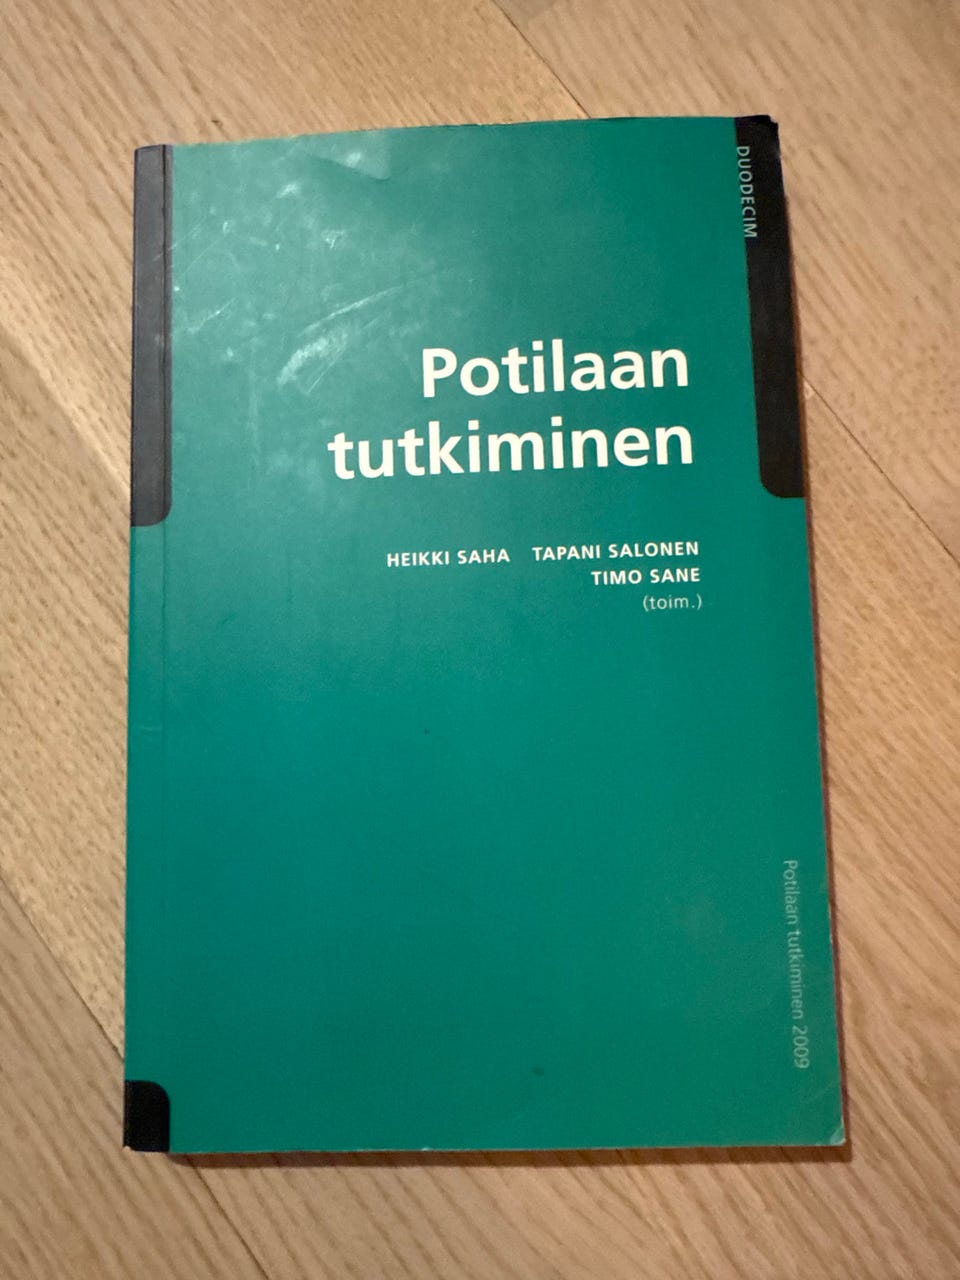 DUODECIM
Potilaan
tutkiminen
HEIKKI SAHA TAPANI SALONEN
TIMO SANE
(toim.)
Potilaan tutkiminen 2009